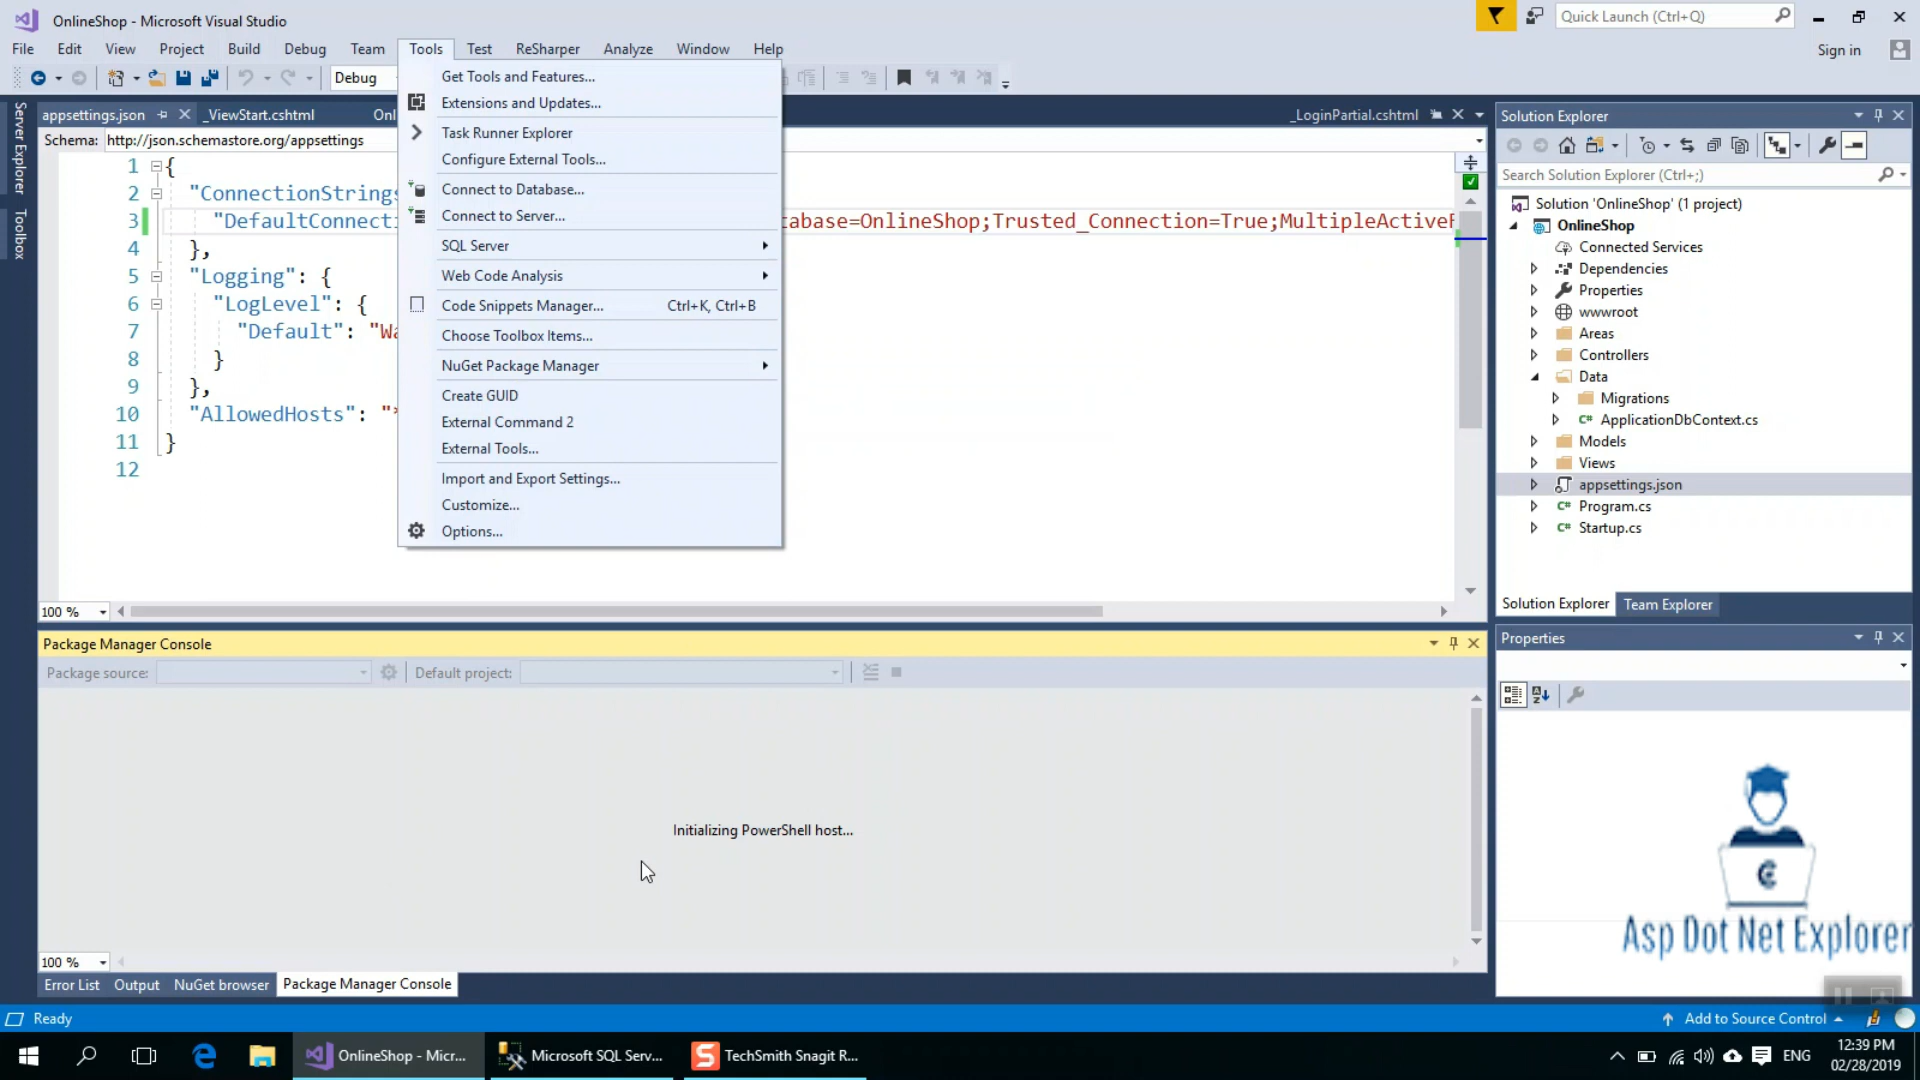 OnlineShop - Microsoft Visual Studio
Quick Launch (Ctrl+Q)
File Edit View Project Build Debug Team Tools Test ReSharper Analyze Window Help
Sign in
Debug
Get Tools and Features...
Extensions and Updates...
Task Runner Explorer
Configure External Tools...
Connect to Database...
Connect to Server...
SQL Server
Web Code Analysis
Code Snippets Manager... Ctrl+K, Ctrl+B
Choose Toolbox Items...
NuGet Package Manager
Create GUID
External Command 2
External Tools...
Import and Export Settings...
Customize...
Options...
Server Explorer
Toolbox
appsettings.json _ViewStart.cshtml Onl _LoginPartial.cshtml
Schema: http://json.schemastore.org/appsettings
1 {
2 "ConnectionStrings
3 "DefaultConnecti tabase=OnlineShop;Trusted_Connection=True;MultipleActiveR
4 },
5 "Logging": {
6 "LogLevel": {
7 "Default": "Wa
8 }
9 },
10 "AllowedHosts": "*
11 }
12
100 %
Solution Explorer
Search Solution Explorer (Ctrl+;)
Solution 'OnlineShop' (1 project)
OnlineShop
Connected Services
Dependencies
Properties
wwwroot
Areas
Controllers
Data
Migrations
C# ApplicationDbContext.cs
Models
Views
appsettings.json
C# Program.cs
C# Startup.cs
Solution Explorer Team Explorer
Properties
Package Manager Console
Package source: Default project:
Initializing PowerShell host...
100 %
Error List Output NuGet browser Package Manager Console
Asp Dot Net Explorer
Ready
Add to Source Control
OnlineShop - Micr...
Microsoft SQL Serv...
TechSmith Snagit R...
ENG
12:39 PM
02/28/2019